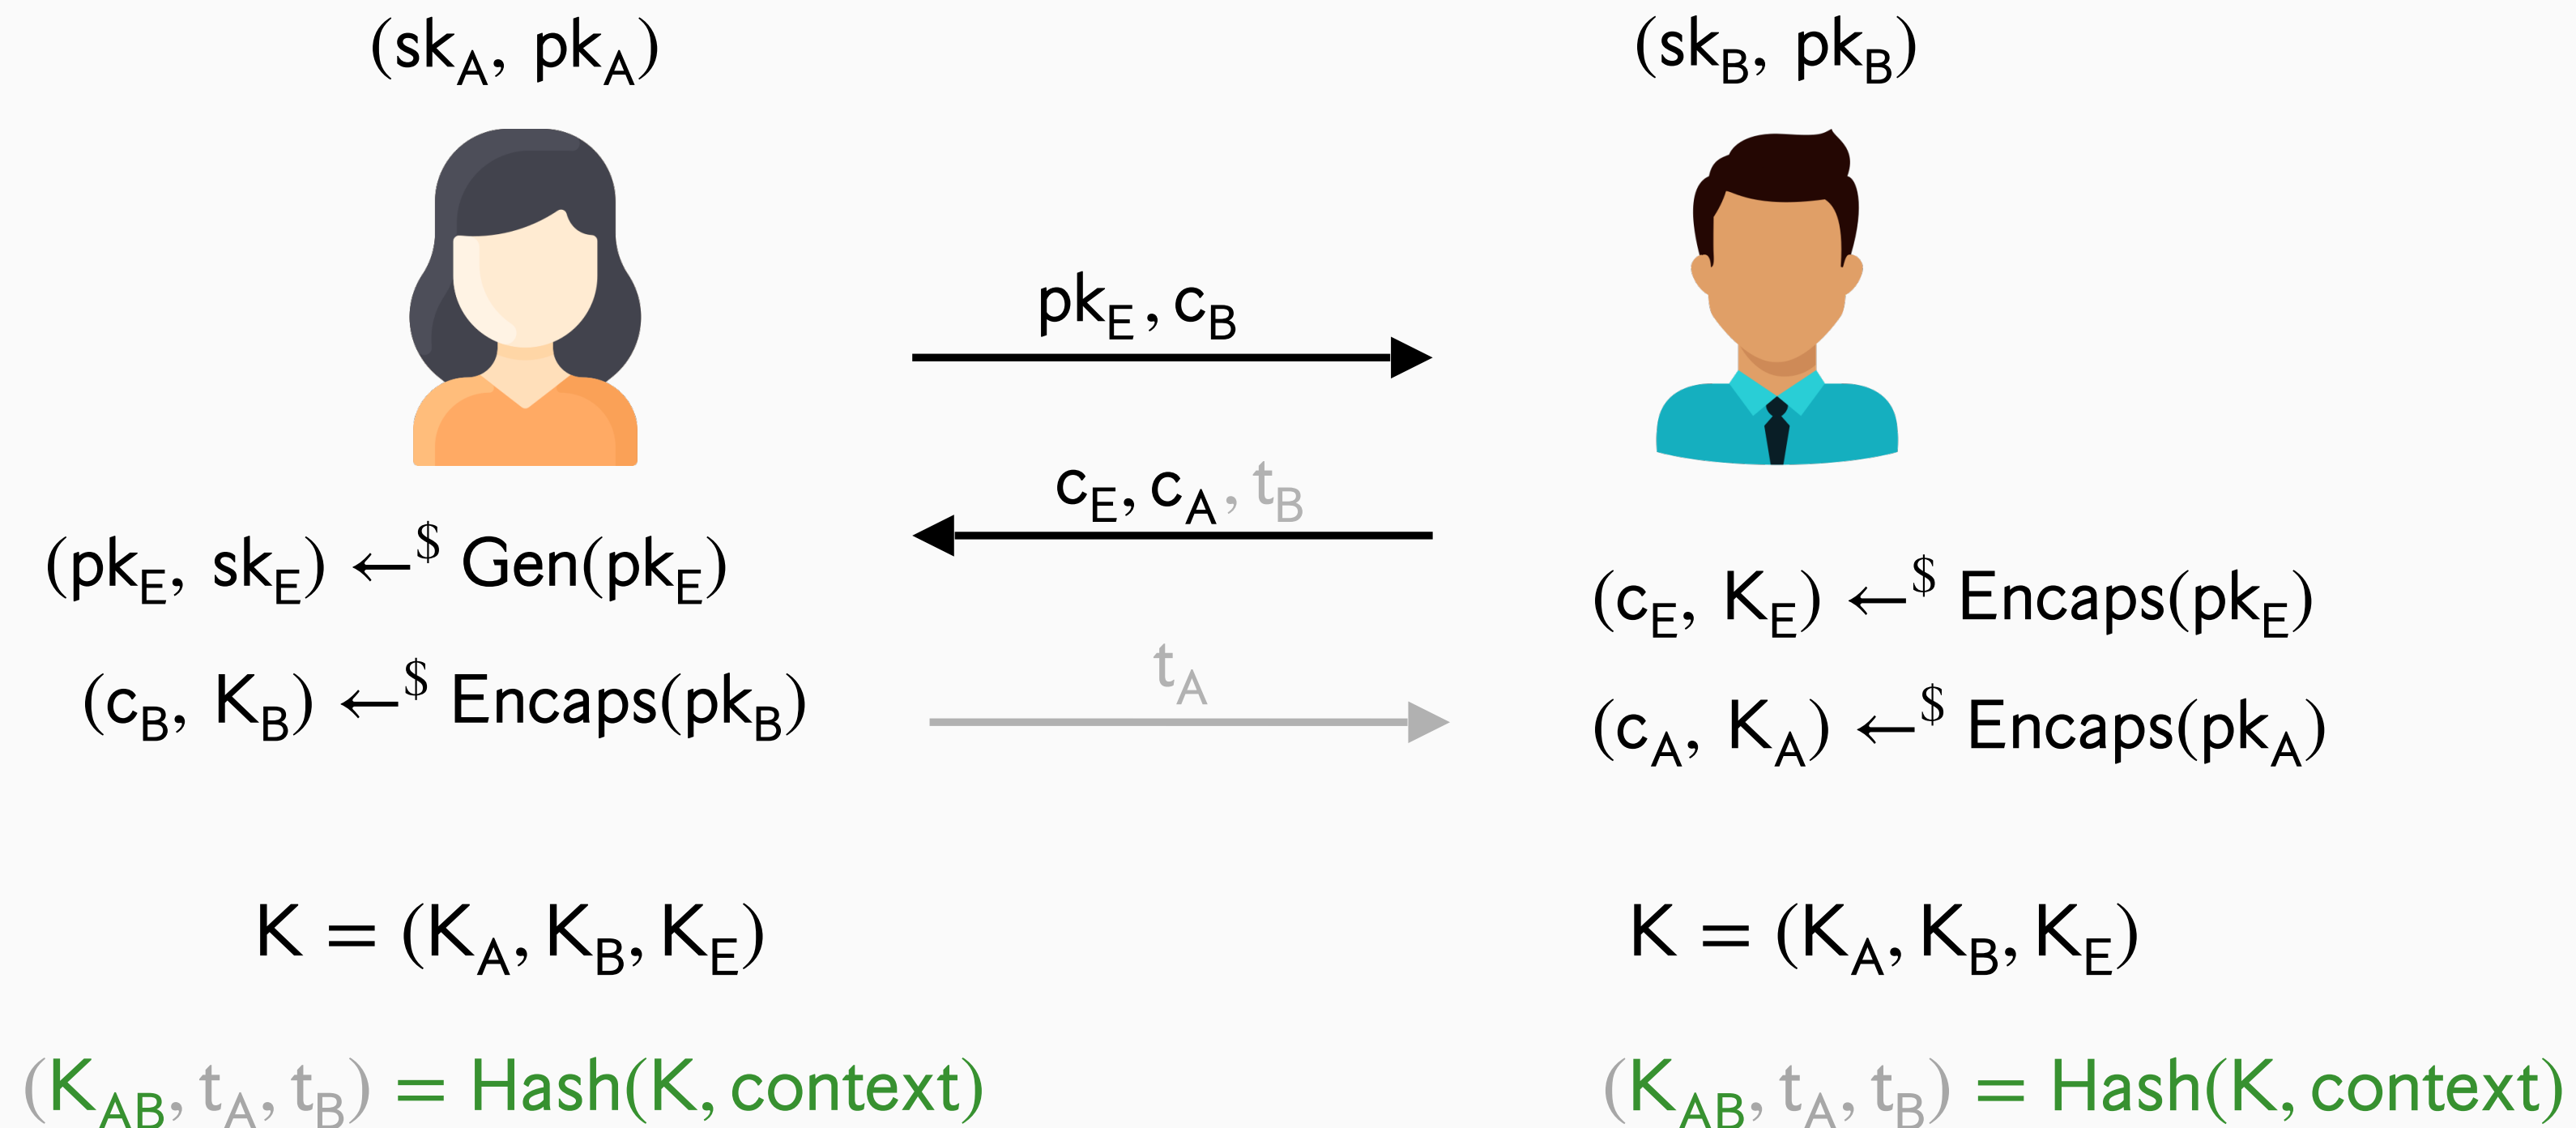 (sk_A, pk_A)
(sk_B, pk_B)
pk_E, c_B
c_E, c_A, t_B
t_A
(pk_E, sk_E) ←$ Gen(pk_E)
(c_B, K_B) ←$ Encaps(pk_B)
(c_E, K_E) ←$ Encaps(pk_E)
(c_A, K_A) ←$ Encaps(pk_A)
K = (K_A, K_B, K_E)
K = (K_A, K_B, K_E)
(K_AB, t_A, t_B) = Hash(K, context)
(K_AB, t_A, t_B) = Hash(K, context)